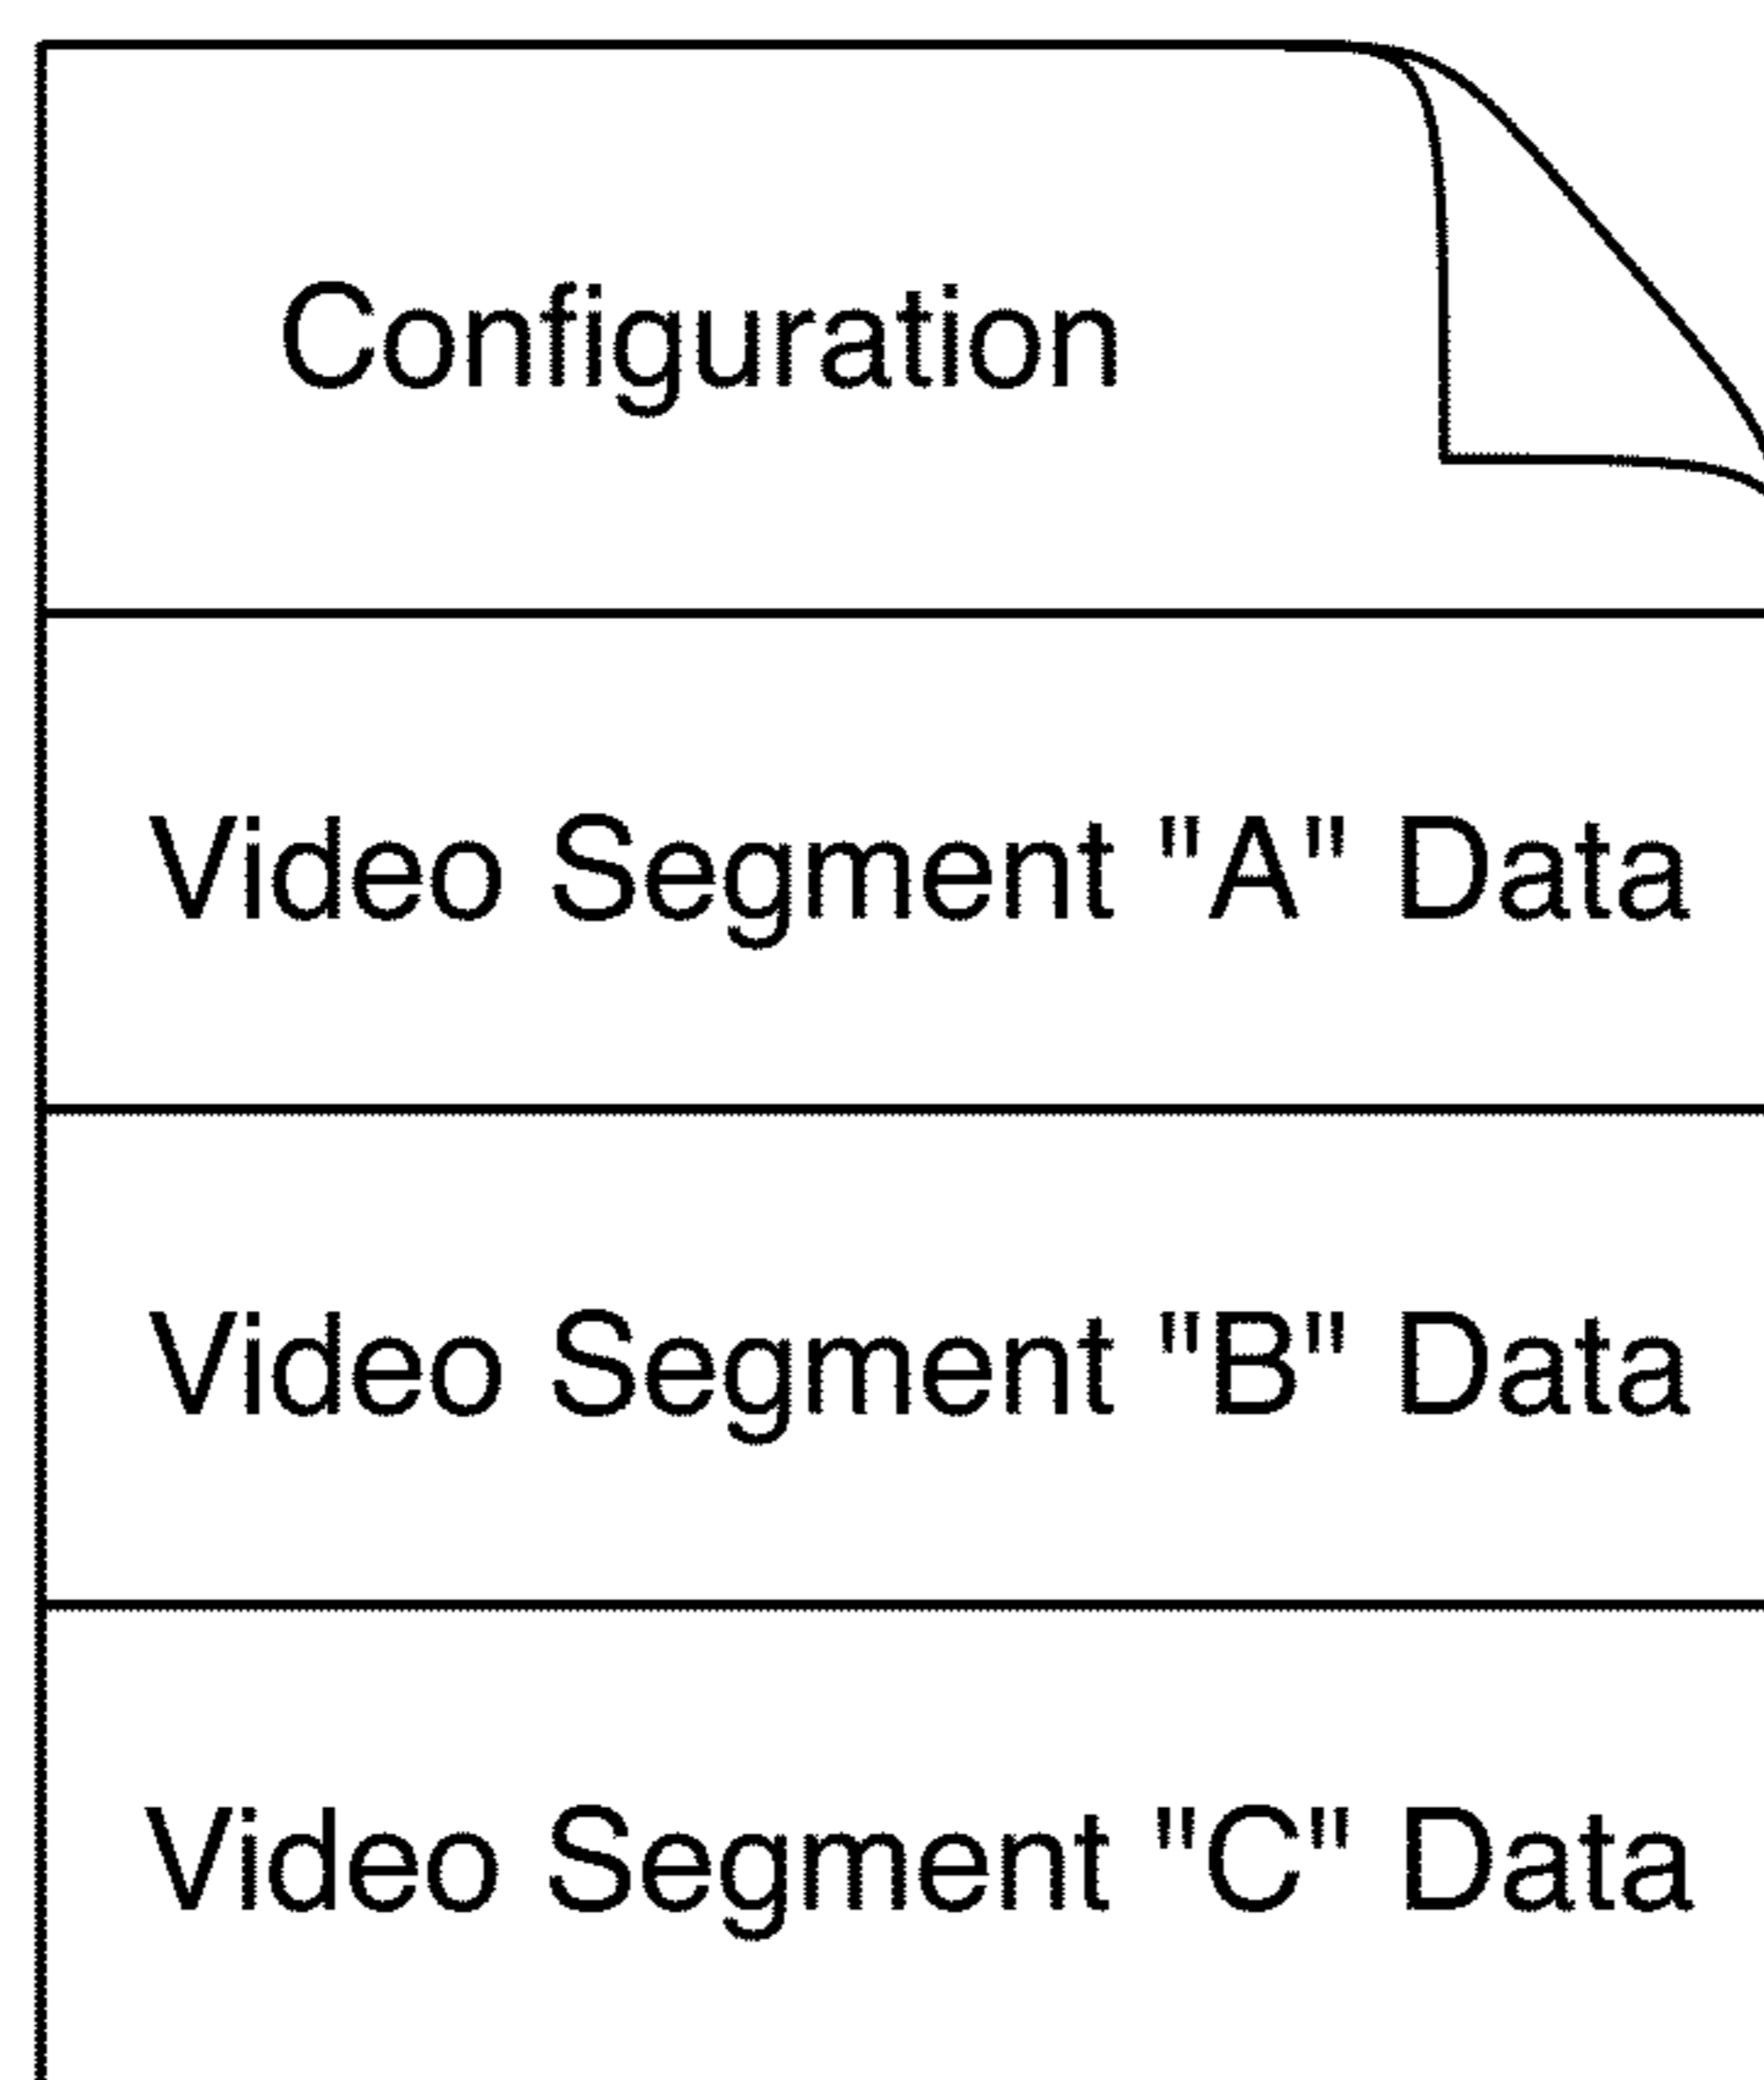 Configuration
Video Segment "A" Data
Video Segment "B" Data
Video Segment "C" Data